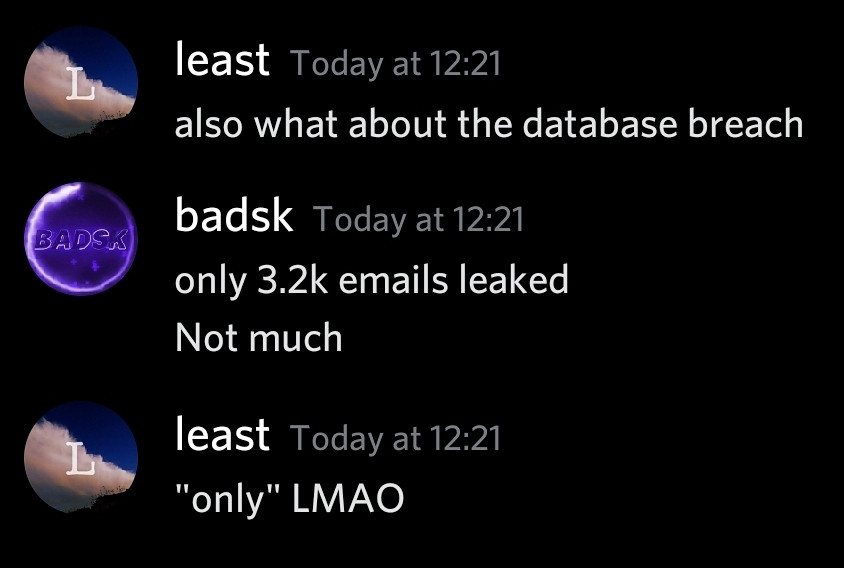 L
least Today at 12:21
also what about the database breach
BADSK
badsk Today at 12:21
only 3.2k emails leaked
Not much
L
least Today at 12:21
"only" LMAO